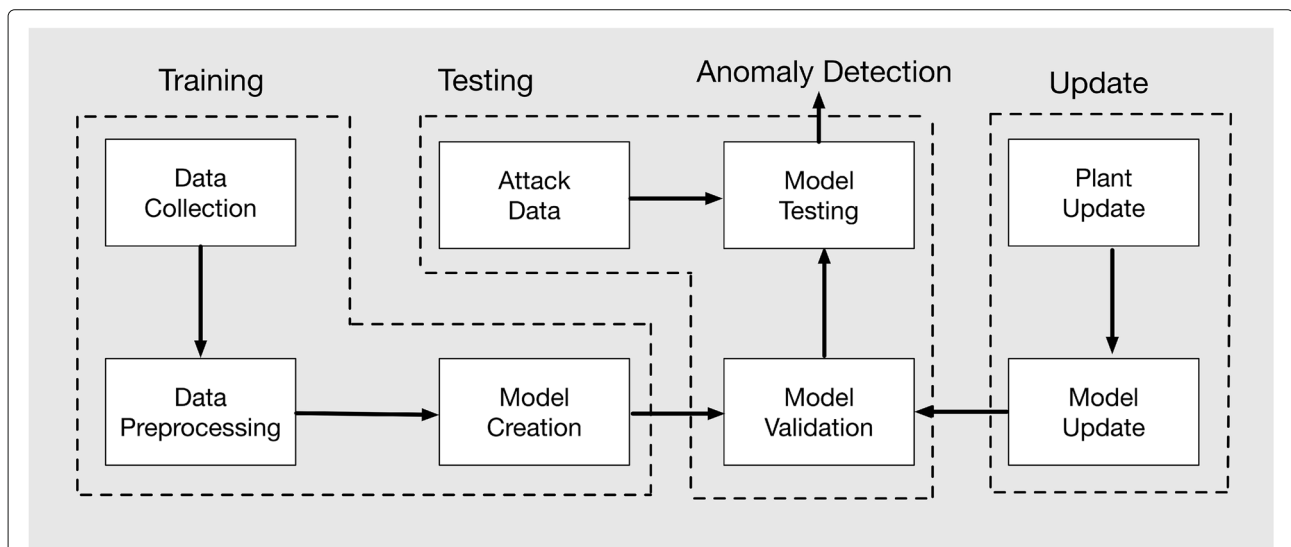 Training
Testing
Anomaly Detection
Update
Data
Collection
Attack
Data
Model
Testing
Plant
Update
Data
Preprocessing
Model
Creation
Model
Validation
Model
Update